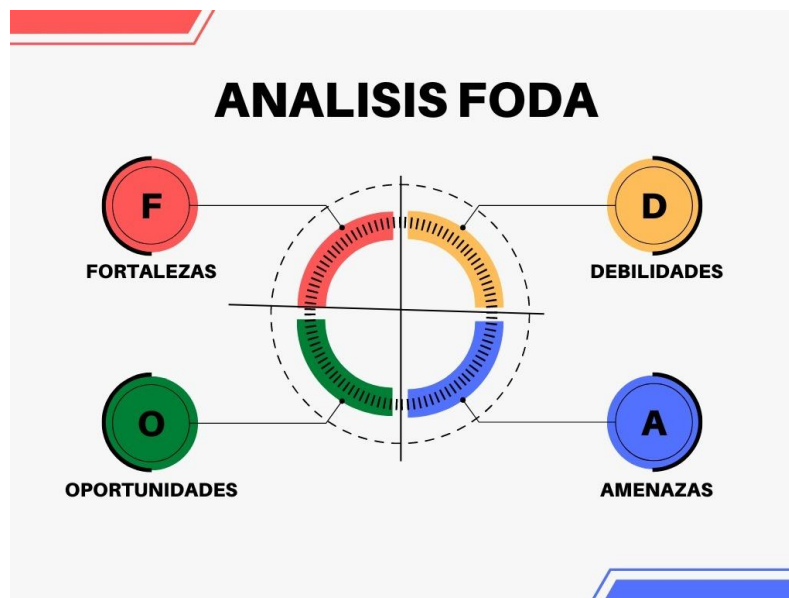 ANALISIS FODA
F
FORTALEZAS
D
DEBILIDADES
O
OPORTUNIDADES
A
AMENAZAS